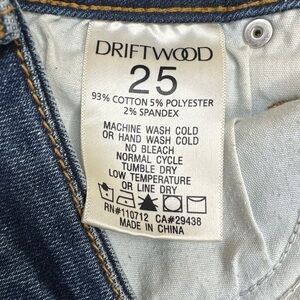 DRIFTWOOD
25
93% COTTON 5% POLYESTER
2% SPANDEX
MACHINE WASH COLD
OR HAND WASH COLD
NO BLEACH
NORMAL CYCLE
TUMBLE DRY
LOW TEMPERATURE
OR LINE DRY
RN#110712 CA#29438
MADE IN CHINA